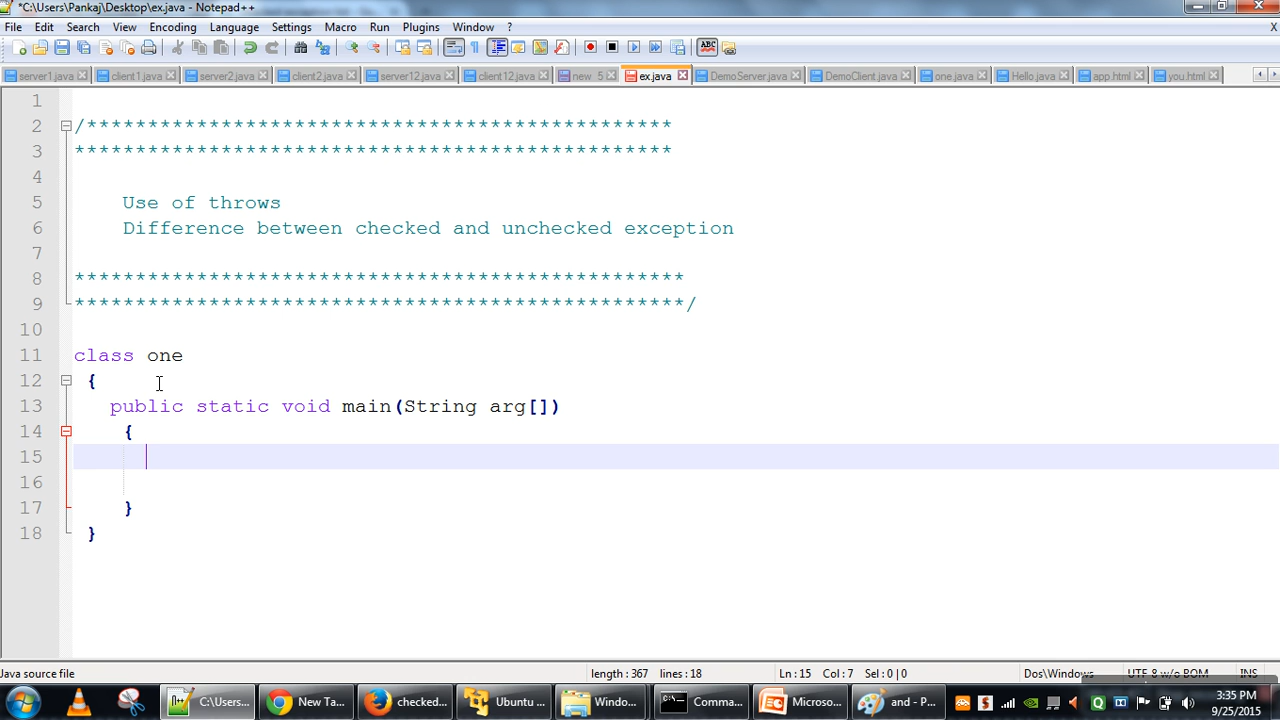 *C:\Users\Pankaj\Desktop\ex.java - Notepad++
File Edit Search View Encoding Language Settings Macro Run Plugins Window ? X
server1.java client1.java server2.java client2.java server12.java client12.java new 5 ex.java DemoServer.java DemoClient.java one.java Hello.java app.html you.html
1
2 /************************************************
3 *************************************************
4
5 Use of throws
6 Difference between checked and unchecked exception
7
8 **************************************************
9 **************************************************/
10
11 class one
12 {
13 public static void main(String arg[])
14 {
15
16
17 }
18 }
Java source file length : 367 lines : 18 Ln : 15 Col : 7 Sel : 0 | 0 Dos\Windows UTF-8 w/o BOM INS
C:\Users... New Ta... checked... Ubuntu ... Windo... Comma... Microso... and - P... 3:35 PM
9/25/2015